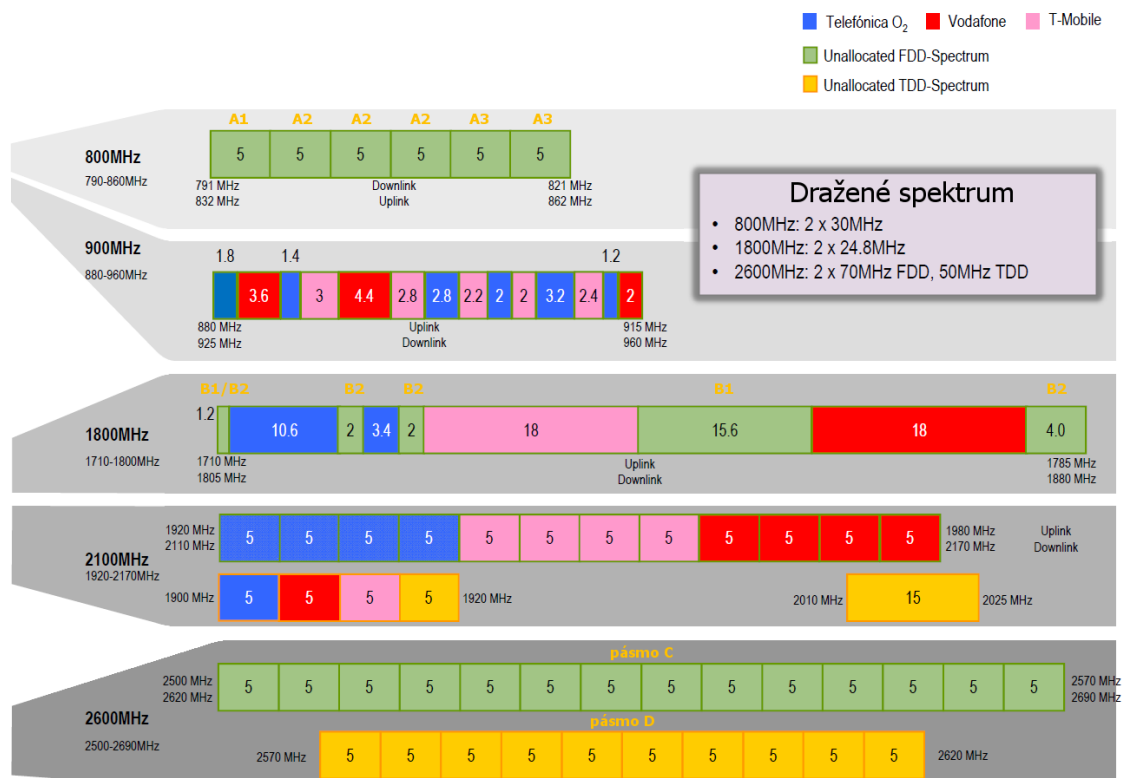 Telefónica O2 Vodafone T-Mobile
Unallocated FDD-Spectrum
Unallocated TDD-Spectrum
A1 A2 A2 A2 A3 A3
800MHz
790-860MHz
5 5 5 5 5 5
791 MHz Downlink 821 MHz
832 MHz Uplink 862 MHz
Dražené spektrum
• 800MHz: 2 x 30MHz
• 1800MHz: 2 x 24.8MHz
• 2600MHz: 2 x 70MHz FDD, 50MHz TDD
900MHz
880-960MHz
1.8 1.4 1.2
3.6 3 4.4 2.8 2.8 2.2 2 2 3.2 2.4 2
880 MHz Uplink 915 MHz
925 MHz Downlink 960 MHz
B1/B2 B2 B2 B1 B2
1800MHz
1710-1800MHz
1.2 10.6 2 3.4 2 18 15.6 18 4.0
1710 MHz Uplink 1785 MHz
1805 MHz Downlink 1880 MHz
2100MHz
1920-2170MHz
1920 MHz 1980 MHz Uplink
2110 MHz 2170 MHz Downlink
5 5 5 5 5 5 5 5 5 5 5 5
1900 MHz 5 5 5 5 1920 MHz 2010 MHz 15 2025 MHz
pásmo C
2500 MHz 2570 MHz
2620 MHz 2690 MHz
5 5 5 5 5 5 5 5 5 5 5 5 5 5
2600MHz
2500-2690MHz
pásmo D
2570 MHz 5 5 5 5 5 5 5 5 5 5 2620 MHz